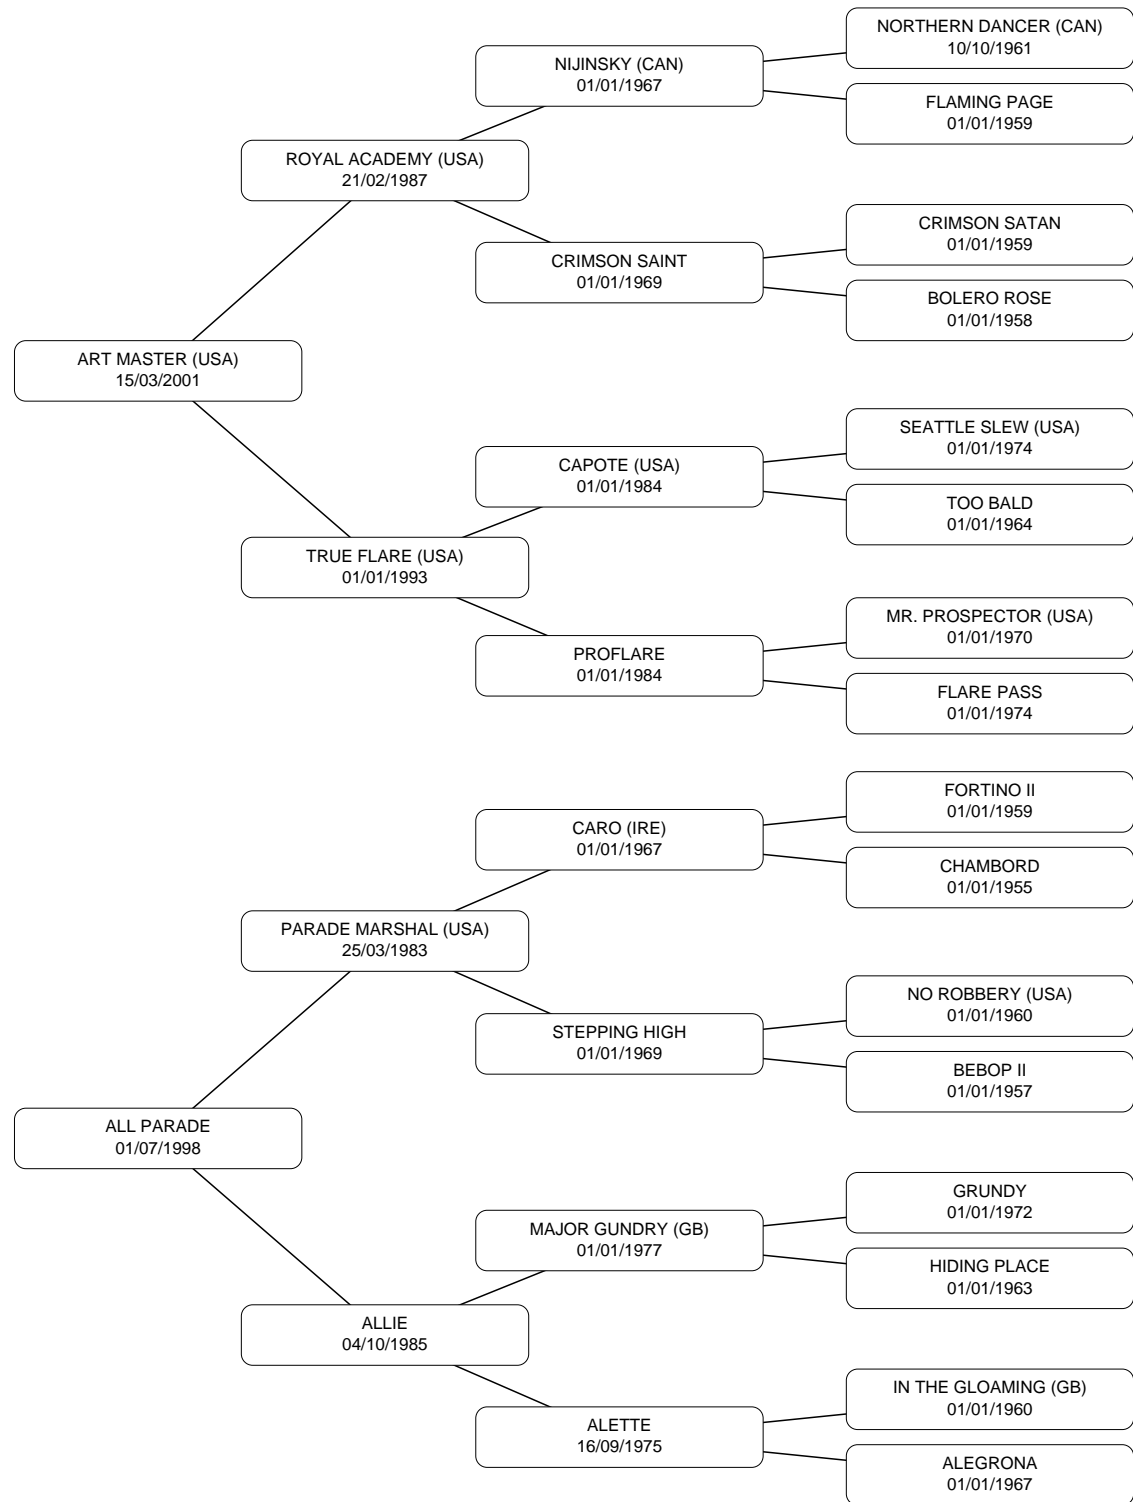 NORTHERN DANCER (CAN)
10/10/1961
NIJINSKY (CAN)
01/01/1967
FLAMING PAGE
01/01/1959
ROYAL ACADEMY (USA)
21/02/1987
CRIMSON SATAN
01/01/1959
CRIMSON SAINT
01/01/1969
BOLERO ROSE
01/01/1958
ART MASTER (USA)
15/03/2001
SEATTLE SLEW (USA)
01/01/1974
CAPOTE (USA)
01/01/1984
TOO BALD
01/01/1964
TRUE FLARE (USA)
01/01/1993
MR. PROSPECTOR (USA)
01/01/1970
PROFLARE
01/01/1984
FLARE PASS
01/01/1974
FORTINO II
01/01/1959
CARO (IRE)
01/01/1967
CHAMBORD
01/01/1955
PARADE MARSHAL (USA)
25/03/1983
NO ROBBERY (USA)
01/01/1960
STEPPING HIGH
01/01/1969
BEBOP II
01/01/1957
ALL PARADE
01/07/1998
GRUNDY
01/01/1972
MAJOR GUNDRY (GB)
01/01/1977
HIDING PLACE
01/01/1963
ALLIE
04/10/1985
IN THE GLOAMING (GB)
01/01/1960
ALETTE
16/09/1975
ALEGRONA
01/01/1967